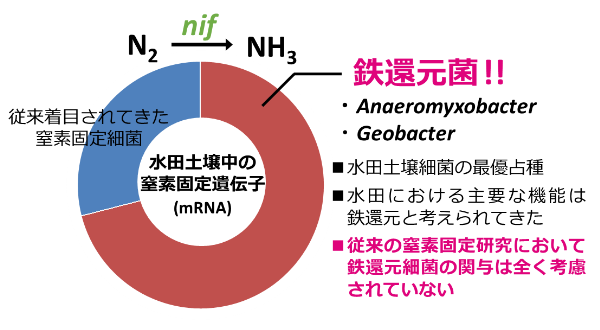 nif
N2 → NH3
鉄還元菌!!
・Anaeromyxobacter
・Geobacter
従来着目されてきた
窒素固定細菌
水田土壌中の
窒素固定遺伝子
(mRNA)
■水田土壌細菌の最優占種
■水田における主要な機能は
鉄還元と考えられてきた
■従来の窒素固定研究において
鉄還元細菌の関与は全く考慮
されていない